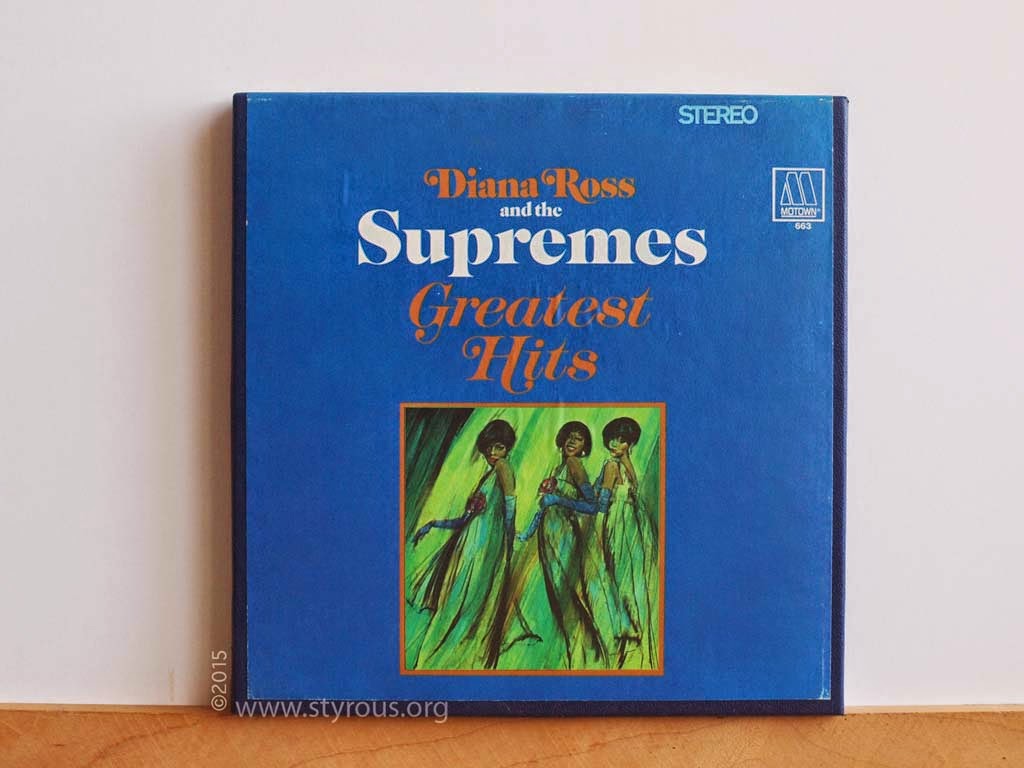 STEREO
Diana Ross
and the
Supremes
Greatest
Hits
MOTOWN®
663
©2015
www.styrous.org